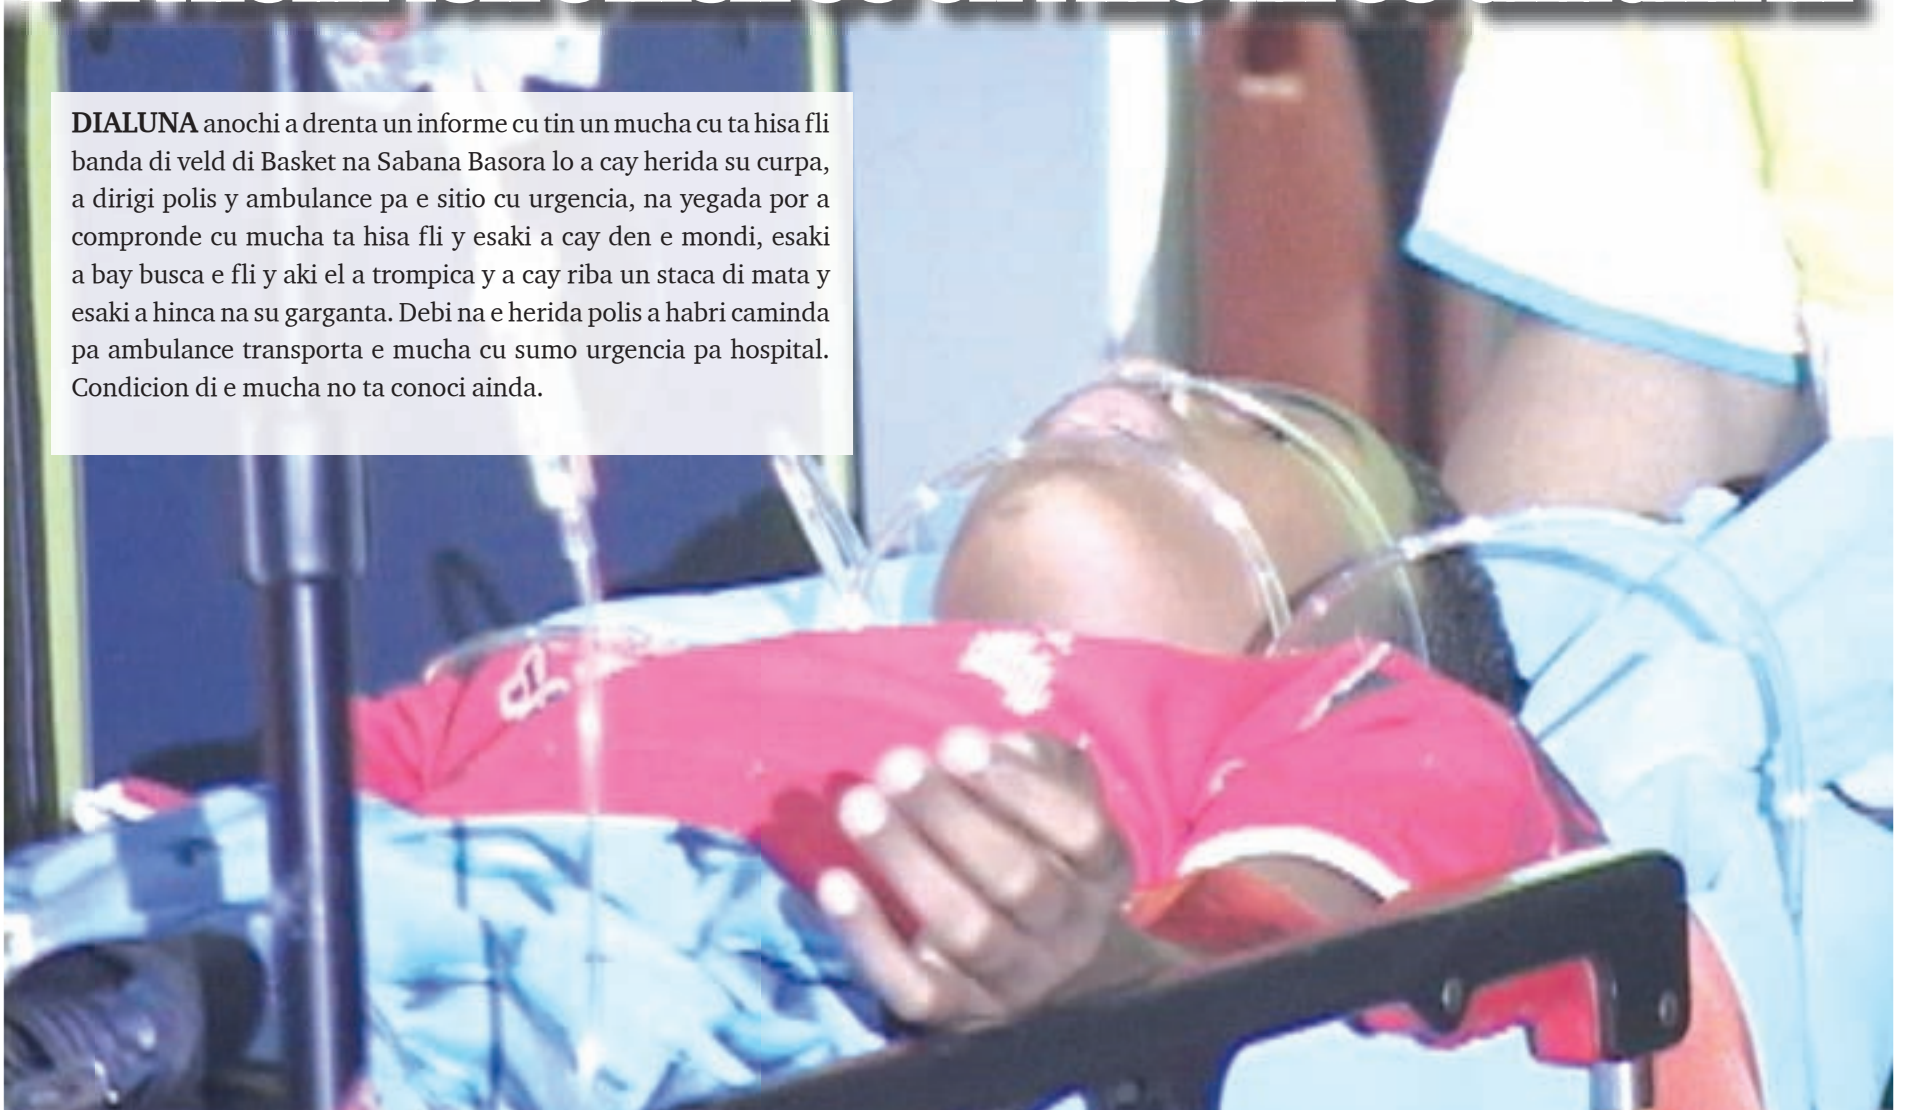 DIALUNA anochi a drenta un informe cu tin un mucha cu ta hisa fli
banda di veld di Basket na Sabana Basora lo a cay herida su curpa,
a dirigi polis y ambulance pa e sitio cu urgencia, na yegada por a
compronde cu mucha ta hisa fli y esaki a cay den e mondi, esaki
a bay busca e fli y aki el a trompica y a cay riba un staca di mata y
esaki a hinca na su garganta. Debi na e herida polis a habri caminda
pa ambulance transporta e mucha cu sumo urgencia pa hospital.
Condicion di e mucha no ta conoci ainda.